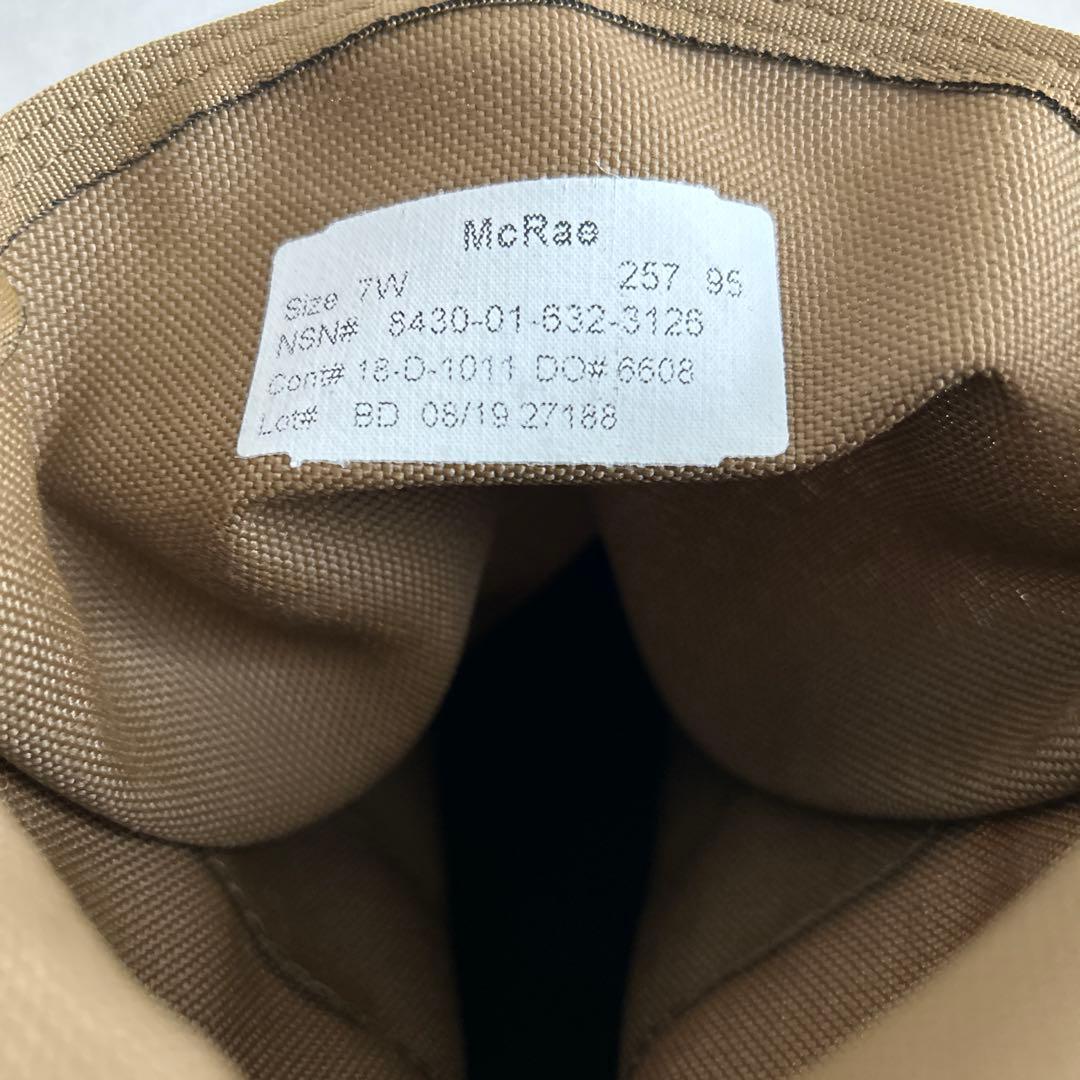 McRae
Size 7W 257 95
NSN# 8430-01-632-3126
Cont# 18-D-1011 DO# 6608
Lot# BD 08/19 27188